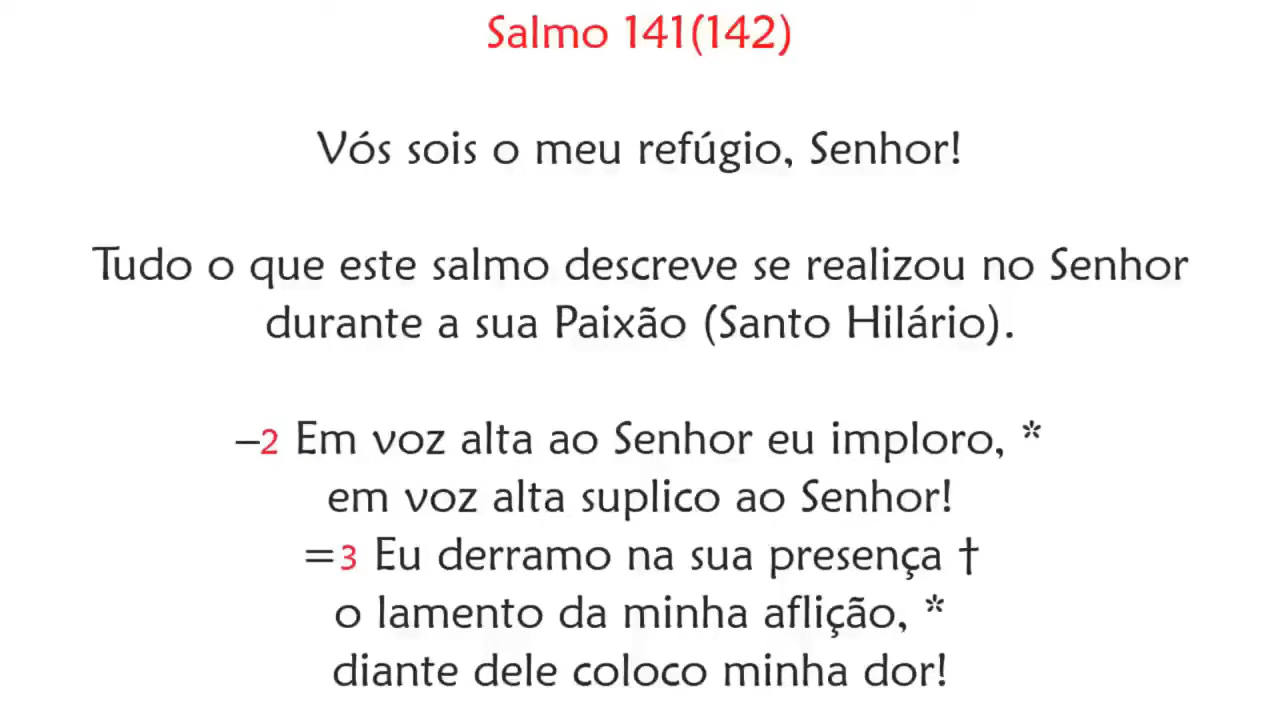 Salmo 141(142)
Vós sois o meu refúgio, Senhor!
Tudo o que este salmo descreve se realizou no Senhor
durante a sua Paixão (Santo Hilário).
–2 Em voz alta ao Senhor eu imploro, *
em voz alta suplico ao Senhor!
=3 Eu derramo na sua presença †
o lamento da minha aflição, *
diante dele coloco minha dor!